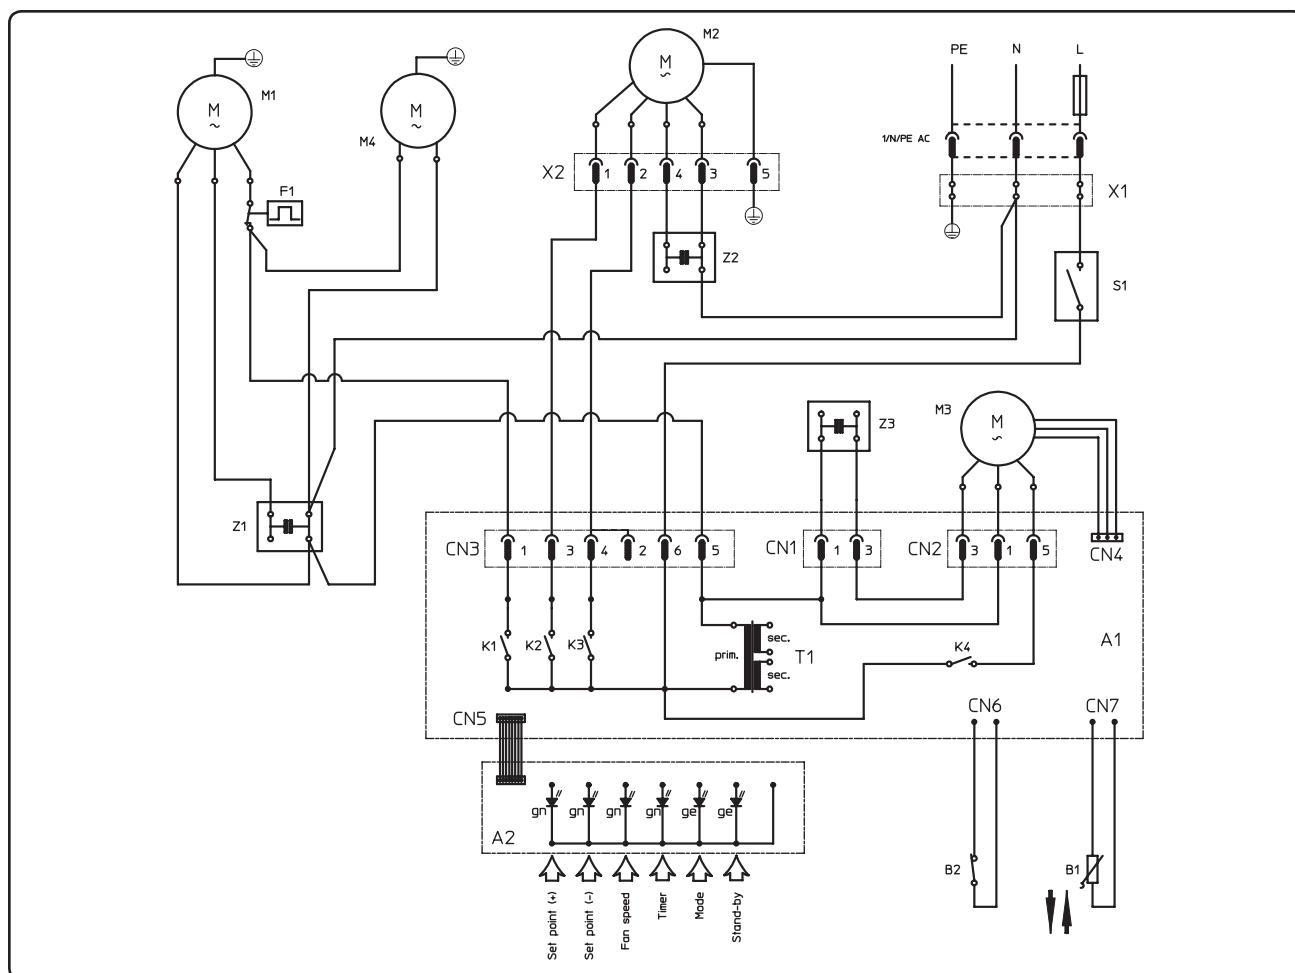 M2
PE N L
M
~
M1
M
~
M4
M
~
1/N/PE AC
X2
1 2 4 3 5
X1
F1
Z2
S1
M3
M
~
Z3
Z1
CN3
1 3 4 2 6 5
CN1
1 3
CN2
3 1 5
CN4
K1 K2 K3
prim.
sec.
T1
sec.
K4
A1
CN5
CN6
CN7
gn gn gn gn ge ge
A2
B2
B1
Set point (+)
Set point (-)
Fan speed
Timer
Mode
Stand-by